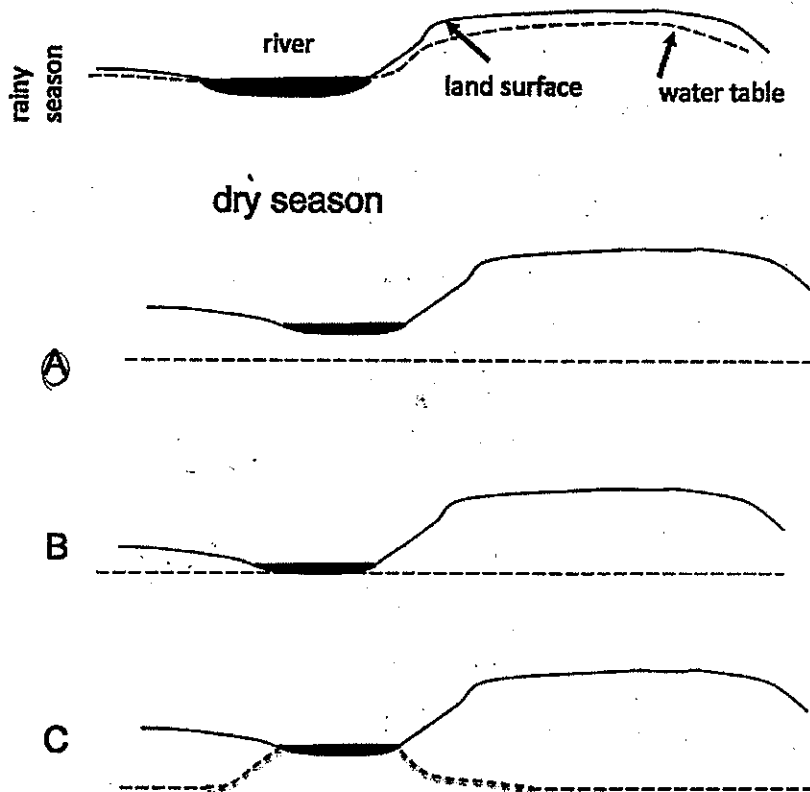 rainy
season
river
land surface
water table
dry season
A
B
C